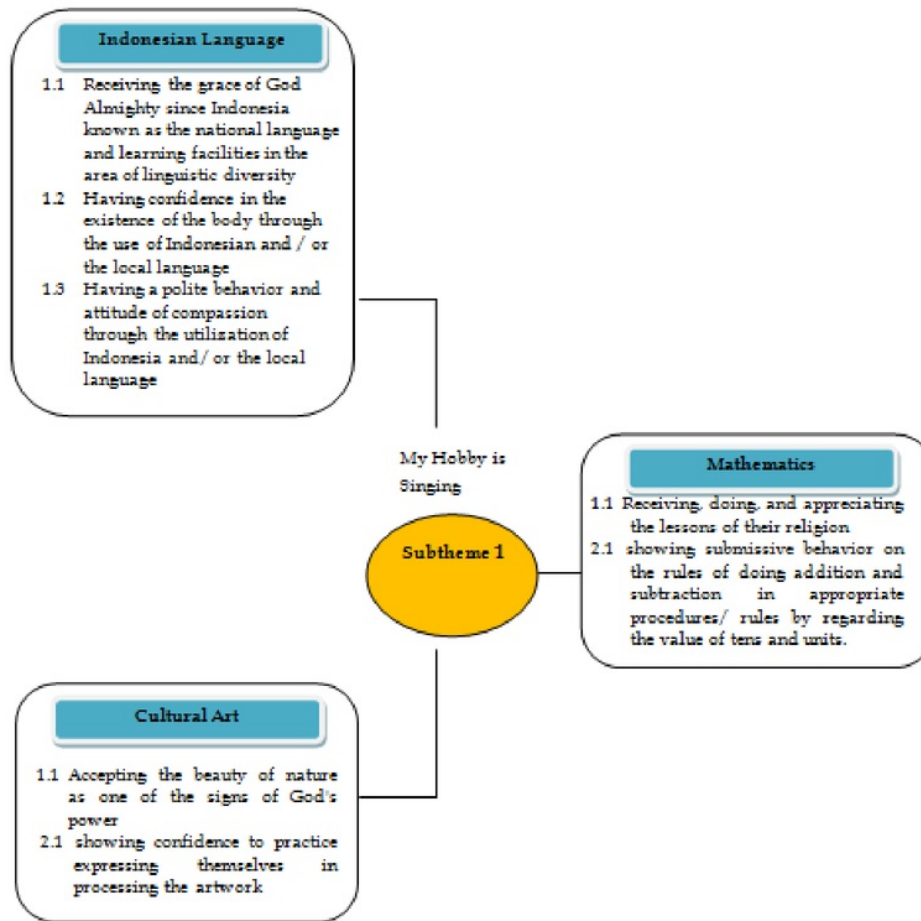 Indonesian Language
1.1 Receiving the grace of God
Almighty since Indonesia
known as the national language
and learning facilities in the
area of linguistic diversity
1.2 Having confidence in the
existence of the body through
the use of Indonesian and / or
the local language
1.3 Having a polite behavior and
attitude of compassion
through the utilization of
Indonesia and/ or the local
language
My Hobby is
Singing
Subtheme 1
Mathematics
1.1 Receiving, doing, and appreciating
the lessons of their religion
2.1 showing submissive behavior on
the rules of doing addition and
subtraction in appropriate
procedures/ rules by regarding
the value of tens and units.
Cultural Art
1.1 Accepting the beauty of nature
as one of the signs of God's
power
2.1 showing confidence to practice
expressing themselves in
processing the artwork